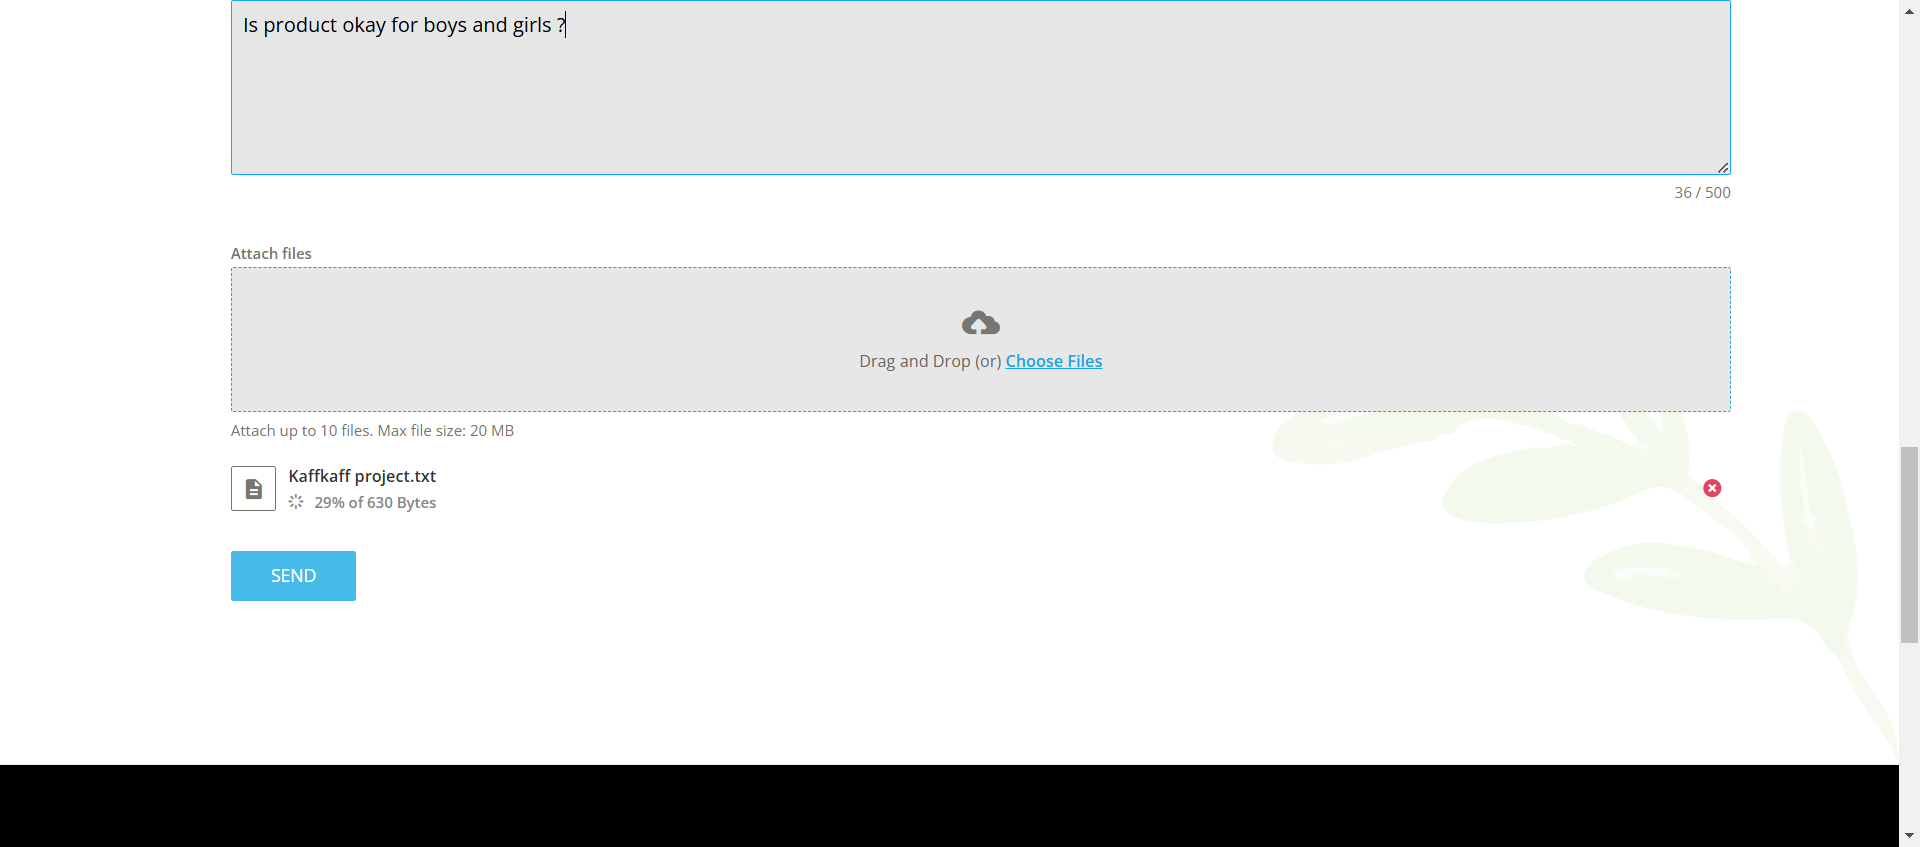 Is product okay for boys and girls ?
36 / 500
Attach files
Drag and Drop (or) Choose Files
Attach up to 10 files. Max file size: 20 MB
Kaffkaff project.txt
29% of 630 Bytes
SEND